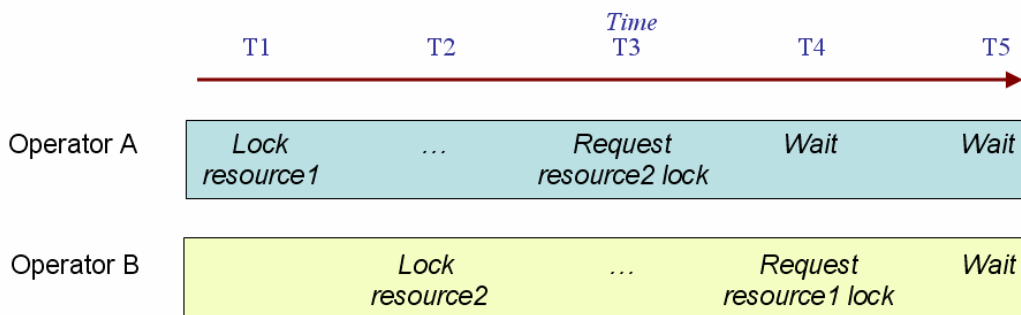 Time
T1 T2 T3 T4 T5
Operator A Lock … Request Wait Wait
resource1 resource2 lock
Operator B Lock … Request Wait
resource2 resource1 lock